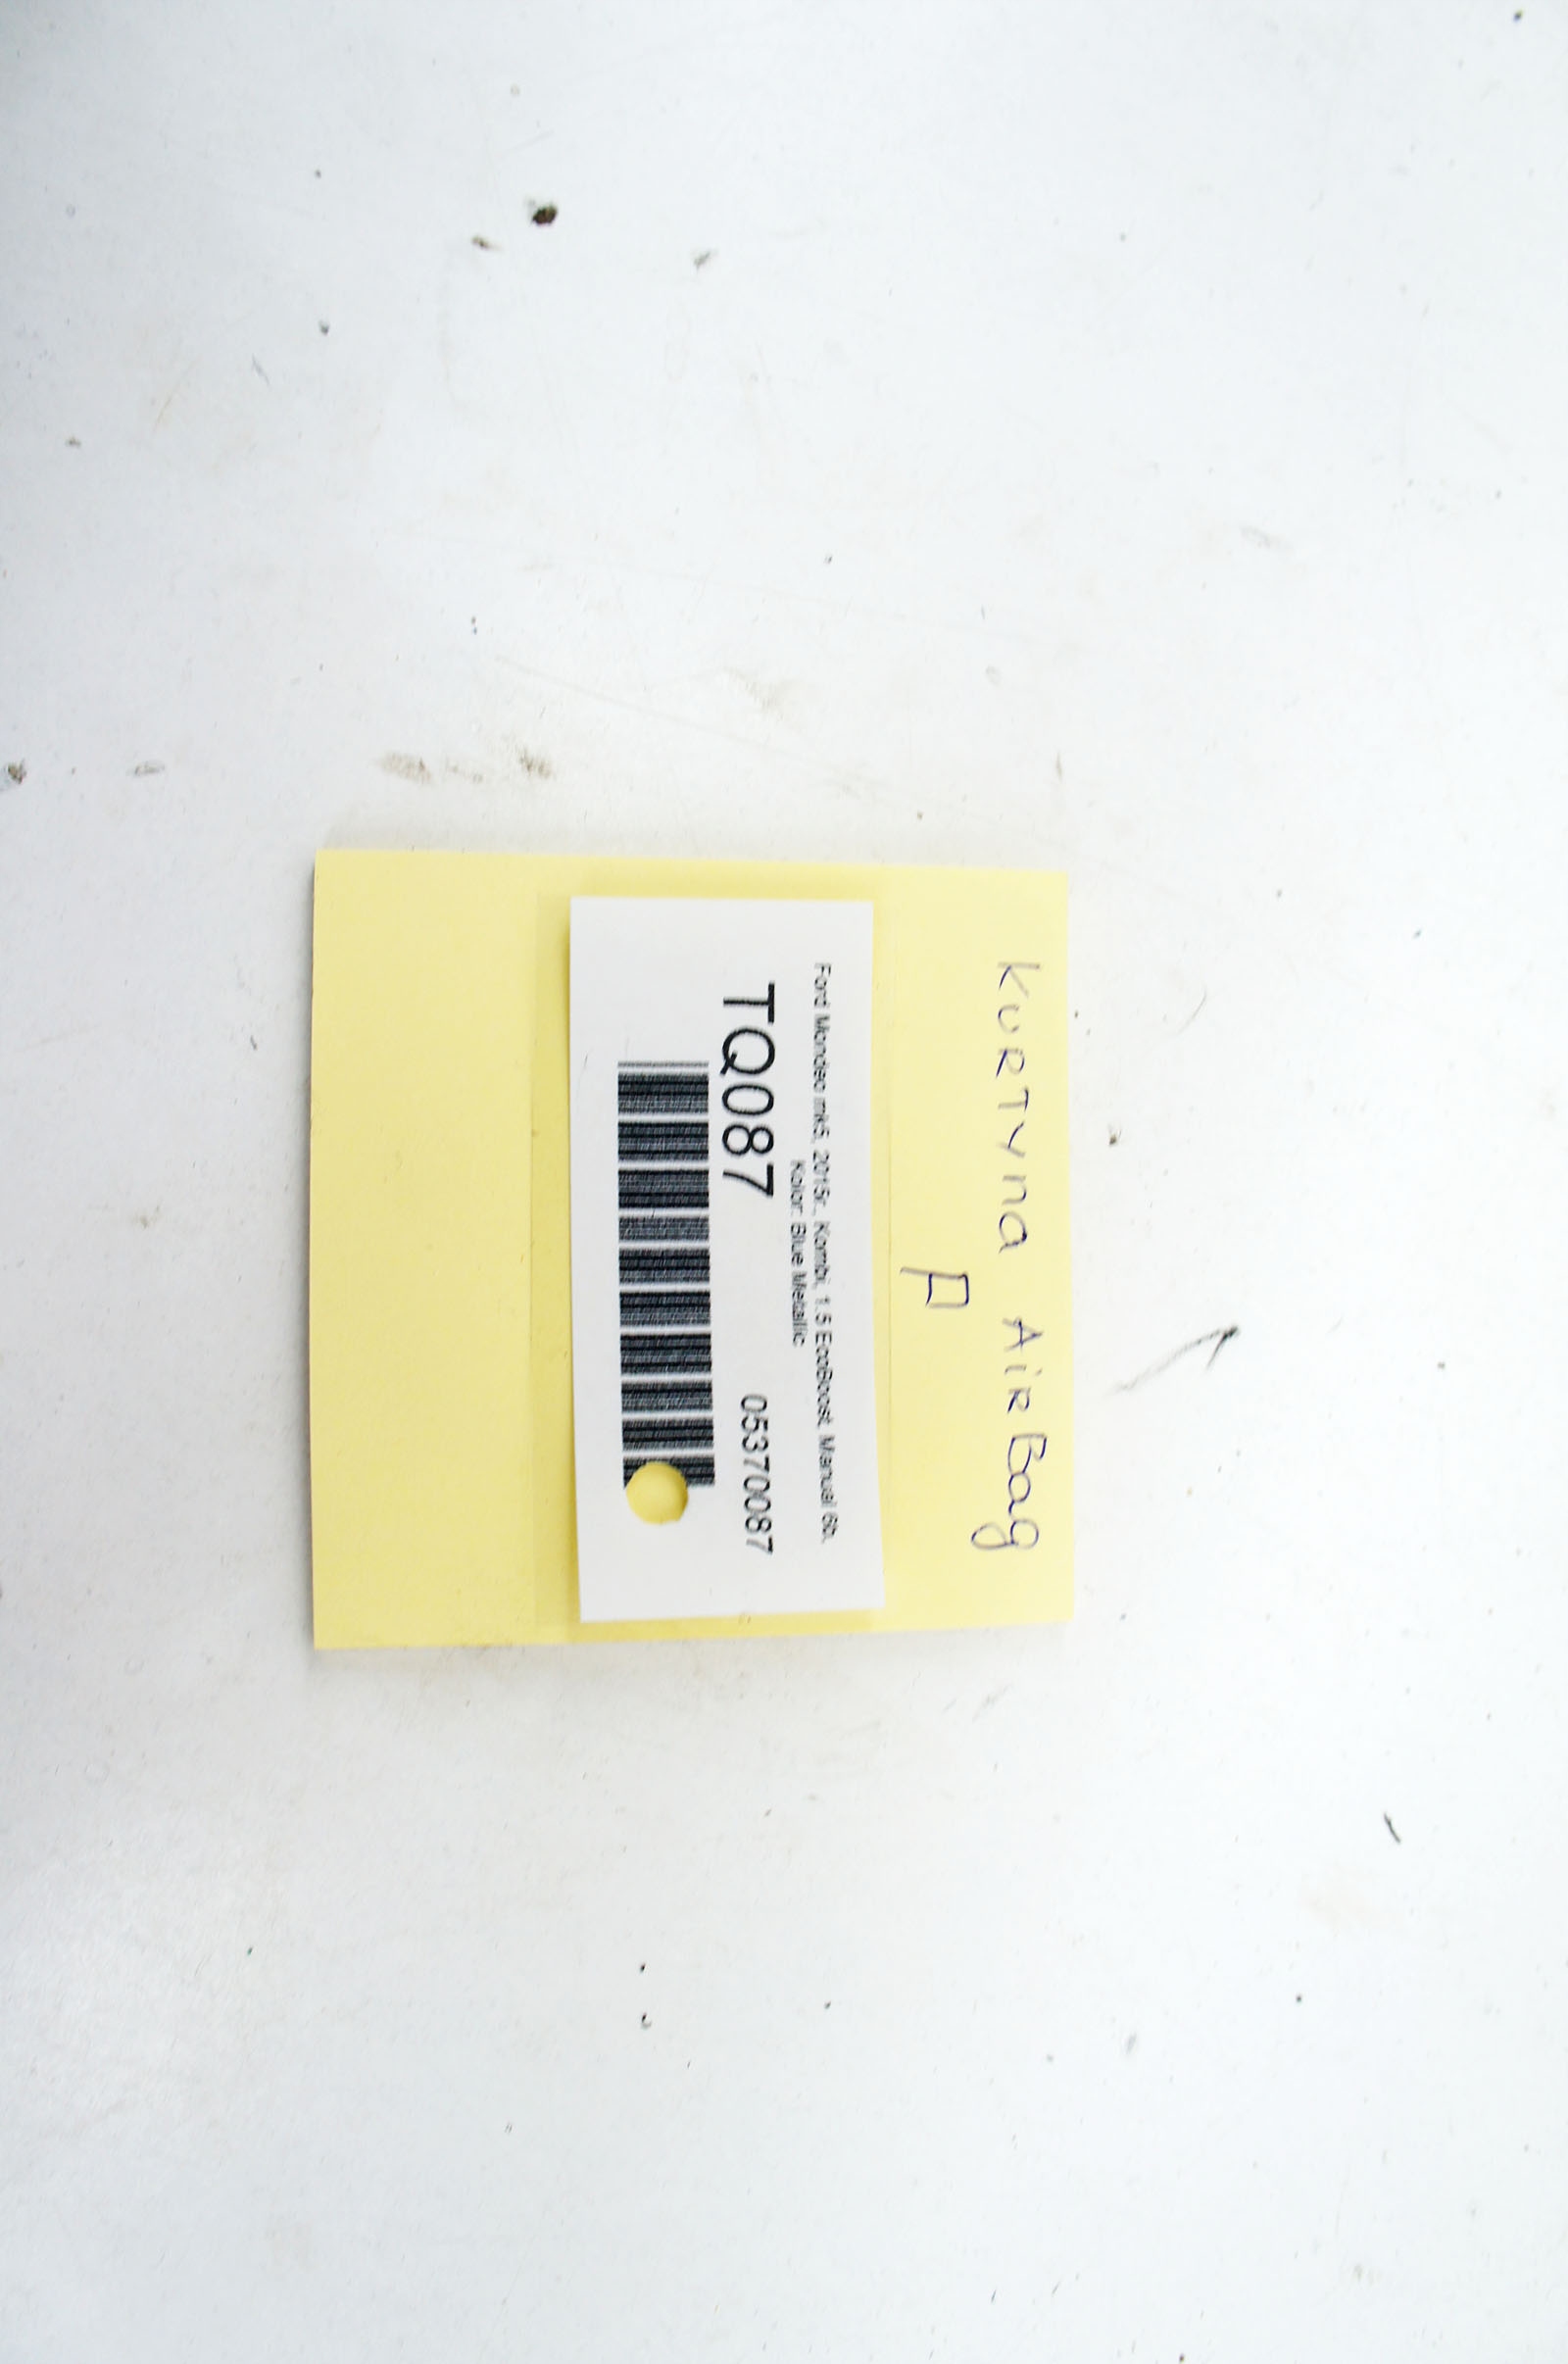 Kurtyna AirBag
P
Ford Mondeo mk5, 2015r., Kombi, 1.5 EcoBoost, Manual 6b,
Kolor: Blue Metallic
TQ087 05370087